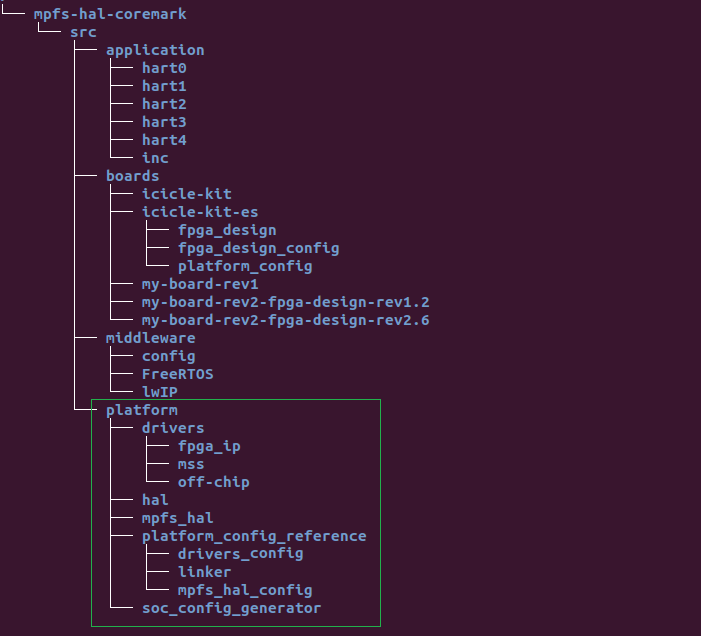 mpfs-hal-coremark
src
application
hart0
hart1
hart2
hart3
hart4
inc
boards
icicle-kit
icicle-kit-es
fpga_design
fpga_design_config
platform_config
my-board-rev1
my-board-rev2-fpga-design-rev1.2
my-board-rev2-fpga-design-rev2.6
middleware
config
FreeRTOS
lwIP
platform
drivers
fpga_ip
mss
off-chip
hal
mpfs_hal
platform_config_reference
drivers_config
linker
mpfs_hal_config
soc_config_generator